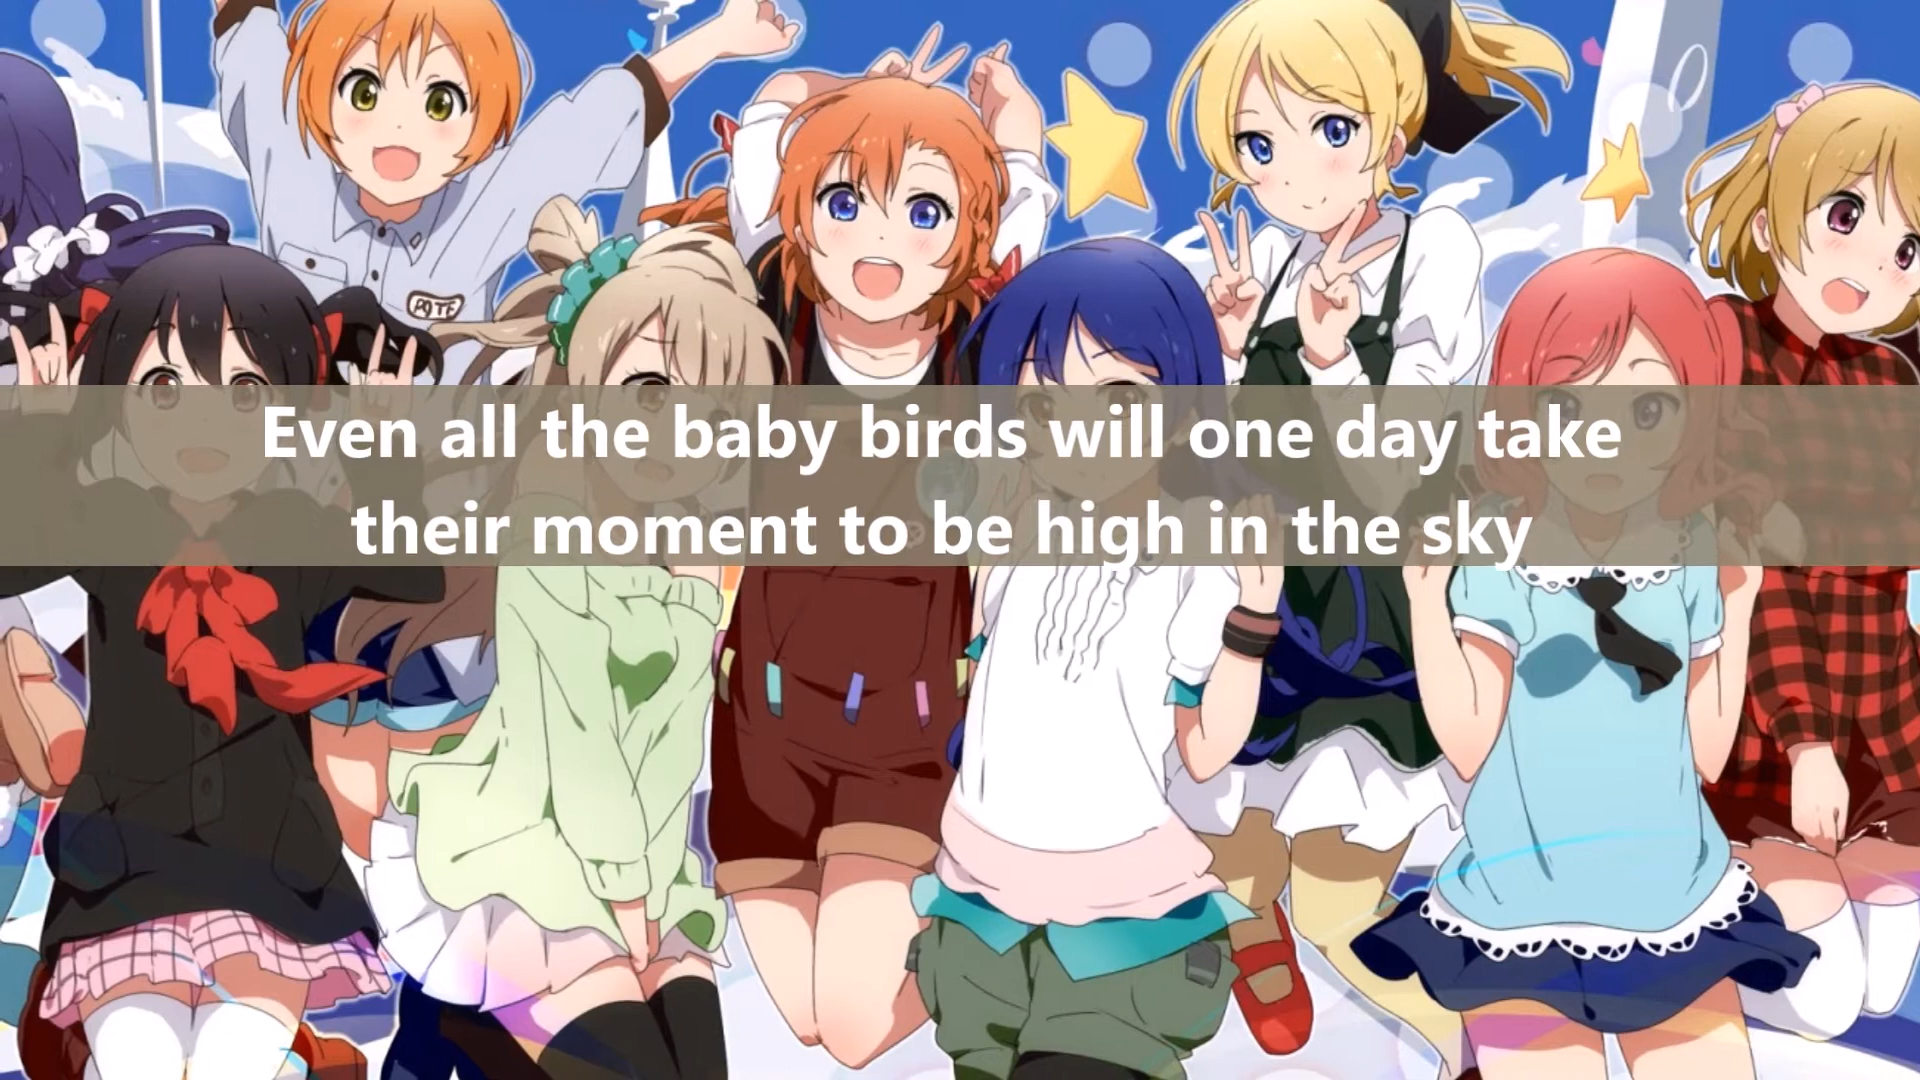 Even all the baby birds will one day take
their moment to be high in the sky